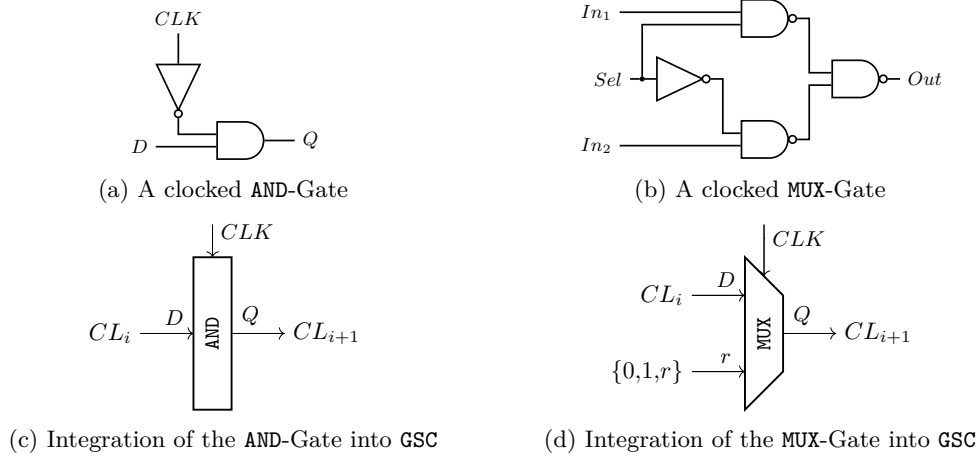 CLK
D
Q
(a) A clocked AND-Gate
In₁
Sel
In₂
Out
(b) A clocked MUX-Gate
CLK
CLᵢ
D
AND
Q
CLᵢ₊₁
(c) Integration of the AND-Gate into GSC
CLK
CLᵢ
D
{0,1,r}
r
MUX
Q
CLᵢ₊₁
(d) Integration of the MUX-Gate into GSC